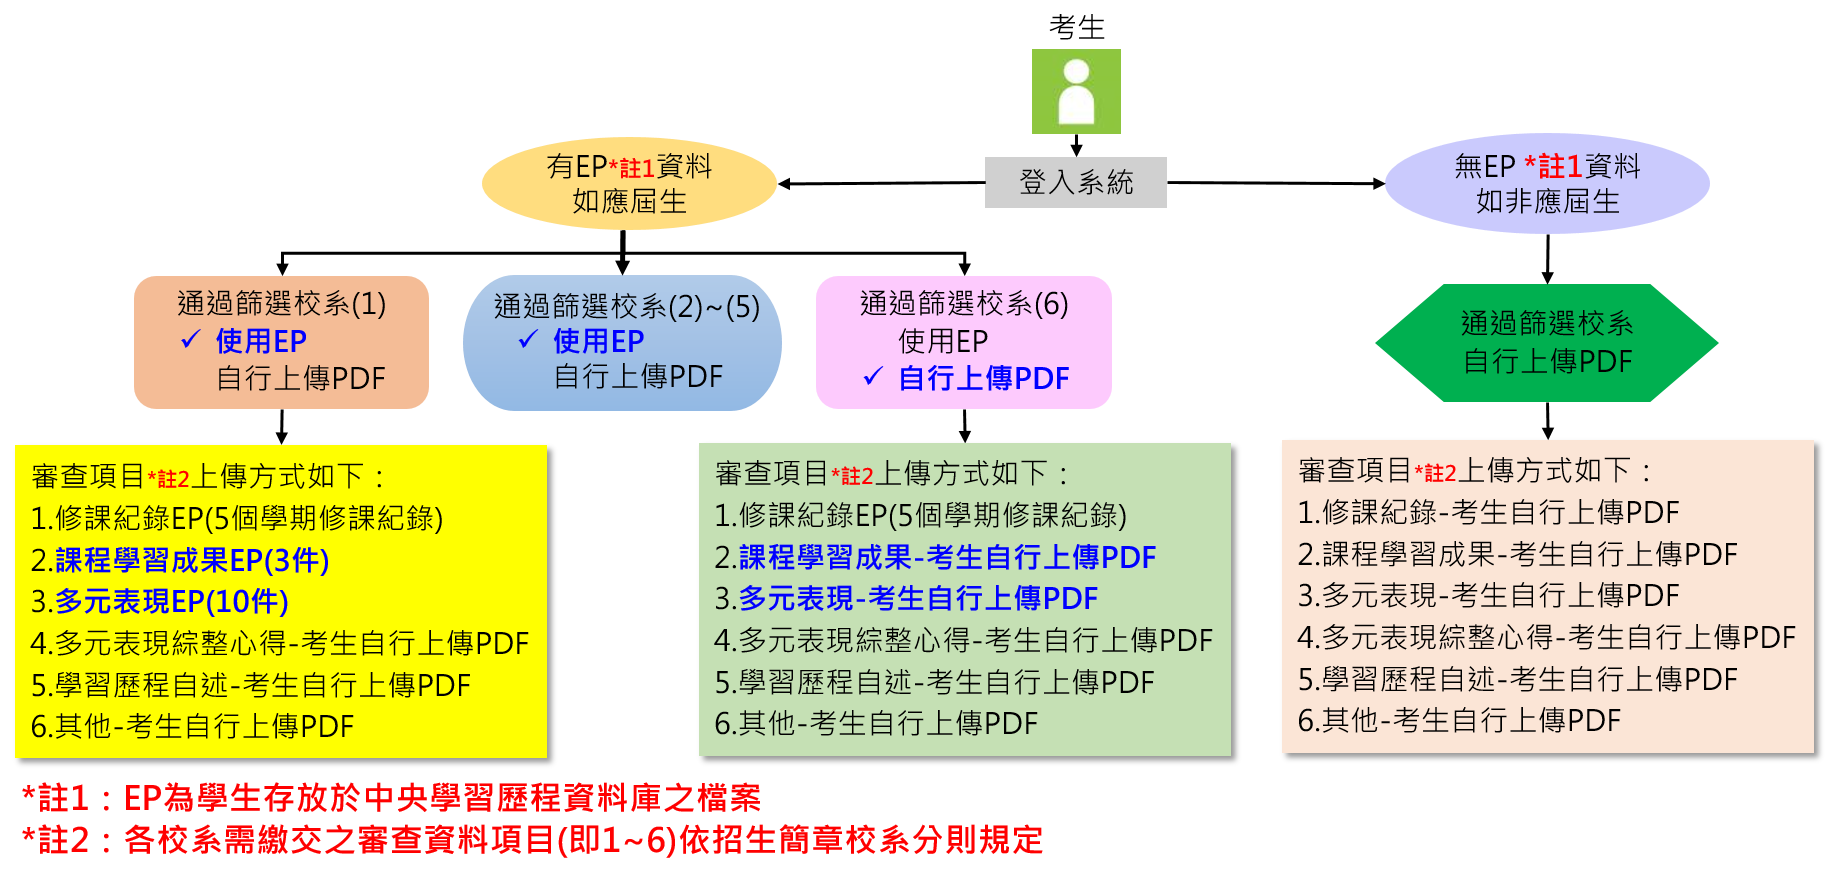 考生
登入系統
有EP*註1資料
如應屆生
無EP *註1資料
如非應屆生
通過篩選校系(1)
✓ 使用EP
自行上傳PDF
通過篩選校系(2)~(5)
✓ 使用EP
自行上傳PDF
通過篩選校系(6)
使用EP
✓ 自行上傳PDF
通過篩選校系
自行上傳PDF
審查項目*註2上傳方式如下：
1.修課紀錄EP(5個學期修課紀錄)
2.課程學習成果EP(3件)
3.多元表現EP(10件)
4.多元表現綜整心得-考生自行上傳PDF
5.學習歷程自述-考生自行上傳PDF
6.其他-考生自行上傳PDF
審查項目*註2上傳方式如下：
1.修課紀錄EP(5個學期修課紀錄)
2.課程學習成果-考生自行上傳PDF
3.多元表現-考生自行上傳PDF
4.多元表現綜整心得-考生自行上傳PDF
5.學習歷程自述-考生自行上傳PDF
6.其他-考生自行上傳PDF
審查項目*註2上傳方式如下：
1.修課紀錄-考生自行上傳PDF
2.課程學習成果-考生自行上傳PDF
3.多元表現-考生自行上傳PDF
4.多元表現綜整心得-考生自行上傳PDF
5.學習歷程自述-考生自行上傳PDF
6.其他-考生自行上傳PDF
*註1：EP為學生存放於中央學習歷程資料庫之檔案
*註2：各校系需繳交之審查資料項目(即1~6)依招生簡章校系分則規定